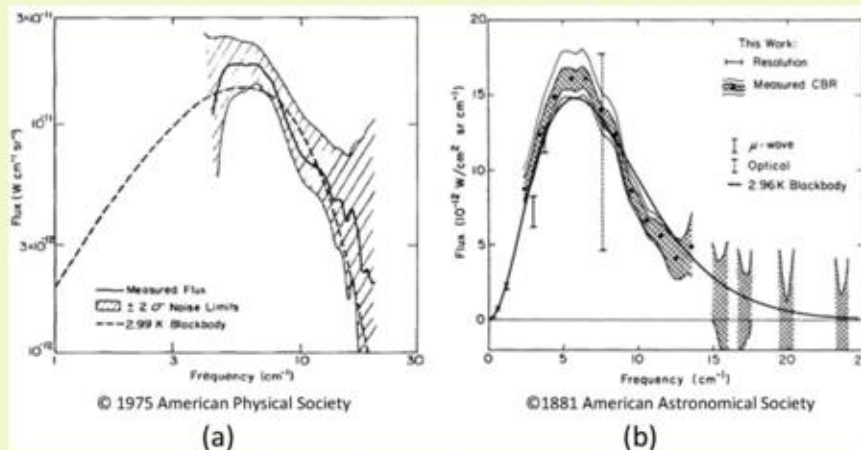 3×10⁻¹¹
10⁻¹¹
3×10⁻¹²
10⁻¹²
Flux (W cm⁻¹ sr⁻¹)
Measured Flux
± 2 σ Noise Limits
2.99 K Blackbody
1
3
10
30
Frequency (cm⁻¹)
© 1975 American Physical Society
(a)
20
15
10
5
0
Flux (10⁻¹² W/cm² sr cm⁻¹)
This Work:
Resolution
Measured CBR
μ-wave
Optical
2.96K Blackbody
0
5
10
15
20
25
Frequency (cm⁻¹)
©1881 American Astronomical Society
(b)